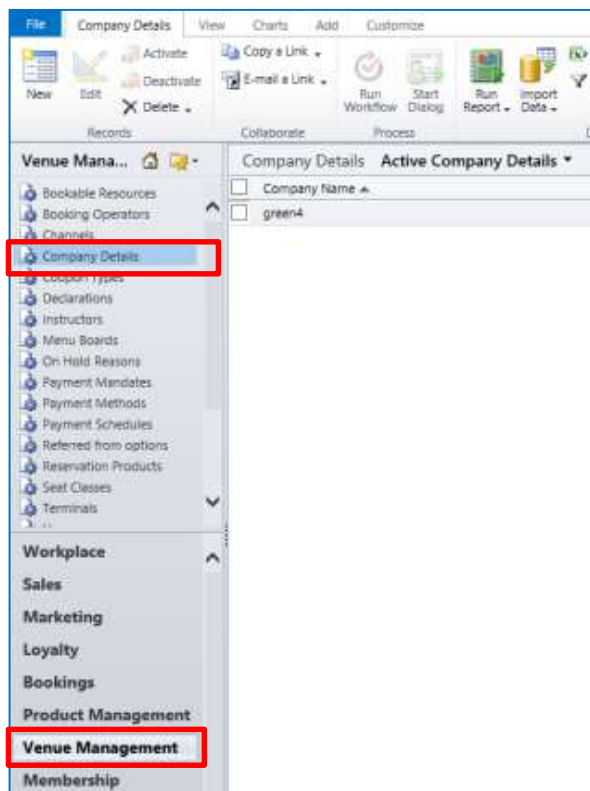 File Company Details View Charts Add Customize
New
Edit
Activate
Deactivate
Delete
Records
Copy a Link
E-mail a Link
Collaborate
Run Workflow
Start Dialog
Process
Run Report
Import Data
Venue Mana...
Company Details Active Company Details
Company Name
green4
Bookable Resources
Booking Operators
Channels
Company Details
Coupon Types
Declarations
Instructors
Menu Boards
On Hold Reasons
Payment Mandates
Payment Methods
Payment Schedules
Referred from options
Reservation Products
Seat Classes
Terminals
Workplace
Sales
Marketing
Loyalty
Bookings
Product Management
Venue Management
Membership